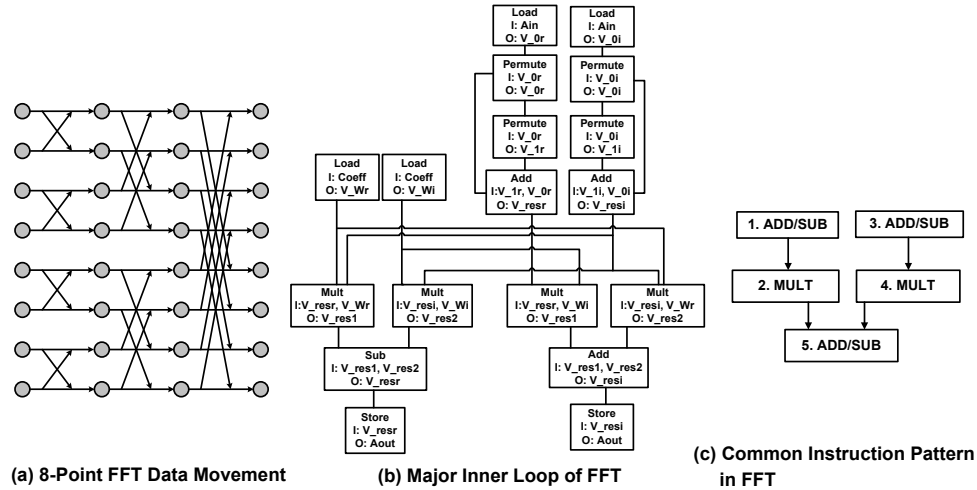 Load
I: Ain
O: V_0r
Load
I: Ain
O: V_0i
Permute
I: V_0r
O: V_0r
Permute
I: V_0i
O: V_0i
Permute
I: V_0r
O: V_1r
Permute
I: V_0i
O: V_1i
Load
I: Coeff
O: V_Wr
Load
I: Coeff
O: V_Wi
Add
I:V_1r, V_0r
O: V_resr
Add
I:V_1i, V_0i
O: V_resi
Mult
I:V_resr, V_Wr
O: V_res1
Mult
I: V_resi, V_Wi
O: V_res2
Mult
I: V_resr, V_Wi
O: V_res1
Mult
I: V_resi, V_Wr
O: V_res2
Sub
I: V_res1, V_res2
O: V_resr
Add
I: V_res1, V_res2
O: V_resi
Store
I: V_resr
O: Aout
Store
I: V_resi
O: Aout
1. ADD/SUB
3. ADD/SUB
2. MULT
4. MULT
5. ADD/SUB
(a) 8-Point FFT Data Movement
(b) Major Inner Loop of FFT
(c) Common Instruction Pattern
in FFT